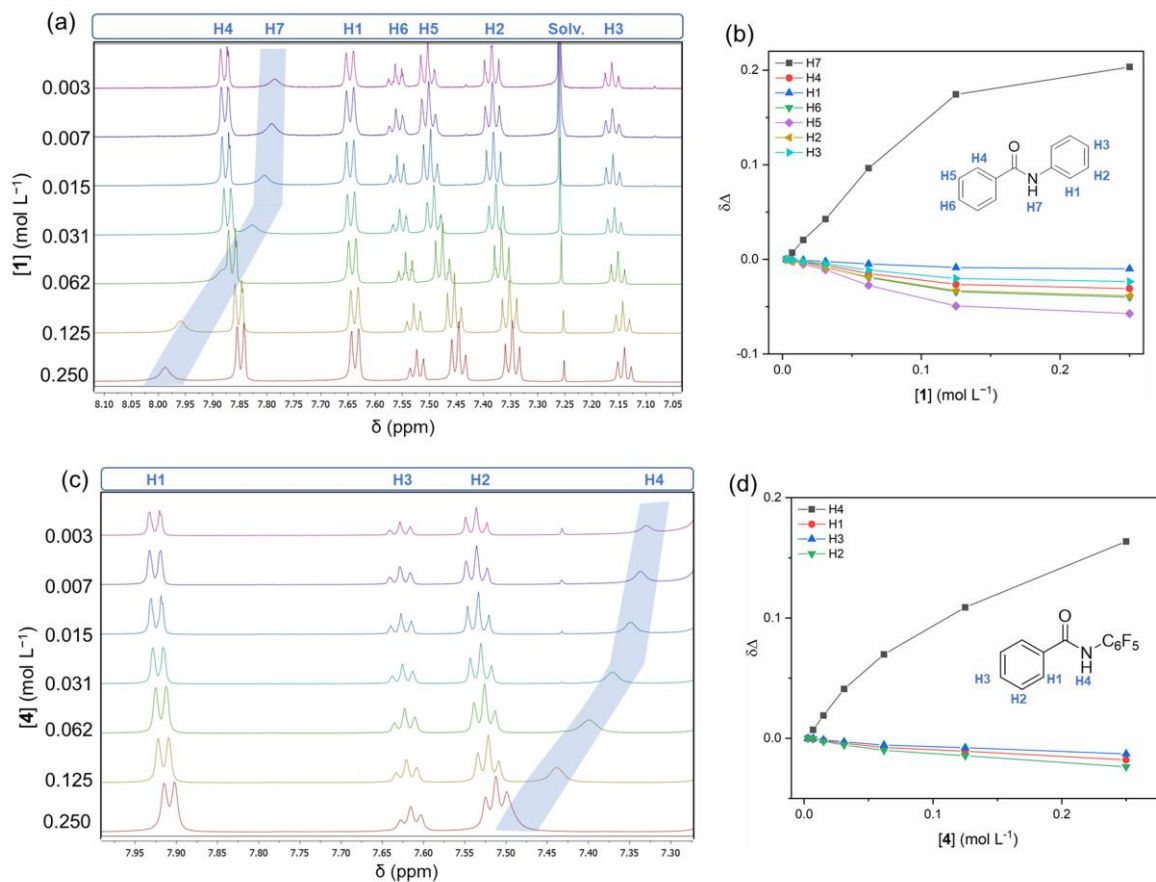 (a)
H4 H7 H1 H6 H5 H2 Solv. H3
0.003
0.007
0.015
0.031
0.062
0.125
0.250
[1] (mol L⁻¹)
8.10 8.05 8.00 7.95 7.90 7.85 7.80 7.75 7.70 7.65 7.60 7.55 7.50 7.45 7.40 7.35 7.30 7.25 7.20 7.15 7.10 7.05
δ (ppm)
(b)
H7
H4
H1
H6
H5
H2
H3
0.2
0.1
0.0
-0.1
δΔ
O
N
H4
H5
H6
H7
H3
H2
H1
0.0 0.1 0.2
[1] (mol L⁻¹)
(c)
H1 H3 H2 H4
0.003
0.007
0.015
0.031
0.062
0.125
0.250
[4] (mol L⁻¹)
7.90 7.85 7.80 7.75 7.70 7.65 7.60 7.55 7.50 7.45 7.40 7.35 7.30
δ (ppm)
(d)
H4
H1
H3
H2
0.2
0.1
0.0
δΔ
O
C₆F₅
NH
H3
H1
H4
H2
0.0 0.1 0.2
[4] (mol L⁻¹)